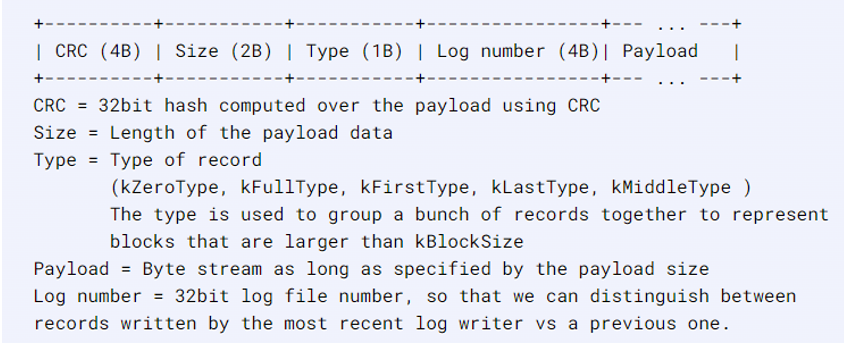 +----------+-----------+-----------+----------------+--- ... ---+
| CRC (4B) | Size (2B) | Type (1B) | Log number (4B)| Payload   |
+----------+-----------+-----------+----------------+--- ... ---+
CRC = 32bit hash computed over the payload using CRC
Size = Length of the payload data
Type = Type of record
       (kZeroType, kFullType, kFirstType, kLastType, kMiddleType )
       The type is used to group a bunch of records together to represent
       blocks that are larger than kBlockSize
Payload = Byte stream as long as specified by the payload size
Log number = 32bit log file number, so that we can distinguish between
records written by the most recent log writer vs a previous one.